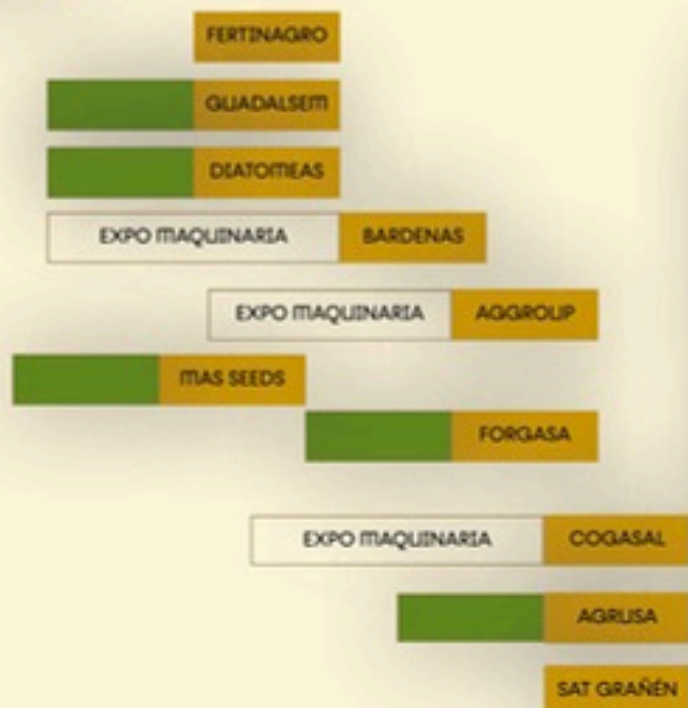 FERTINAGRO
GUADALSEM
DIATOMEAS
EXPO MAQUINARIA BARDENAS
EXPO MAQUINARIA AGGROUP
MAS SEEDS
FORGASA
EXPO MAQUINARIA COGASAL
AGRUSA
SAT GRAÑÉN